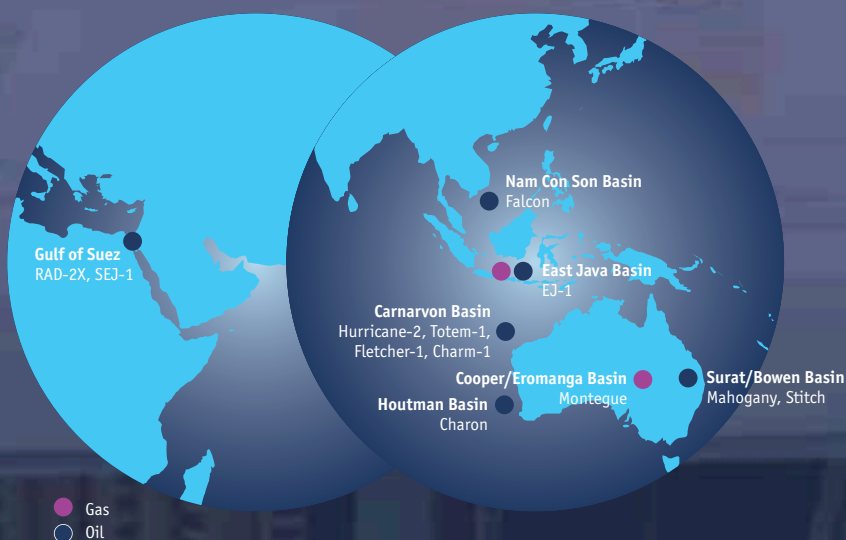 Nam Con Son Basin
Falcon
Gulf of Suez
RAD-2X, SEJ-1
East Java Basin
EJ-1
Carnarvon Basin
Hurricane-2, Totem-1,
Fletcher-1, Charm-1
Cooper/Eromanga Basin
Montegue
Surat/Bowen Basin
Mahogany, Stitch
Houtman Basin
Charon
Gas
Oil